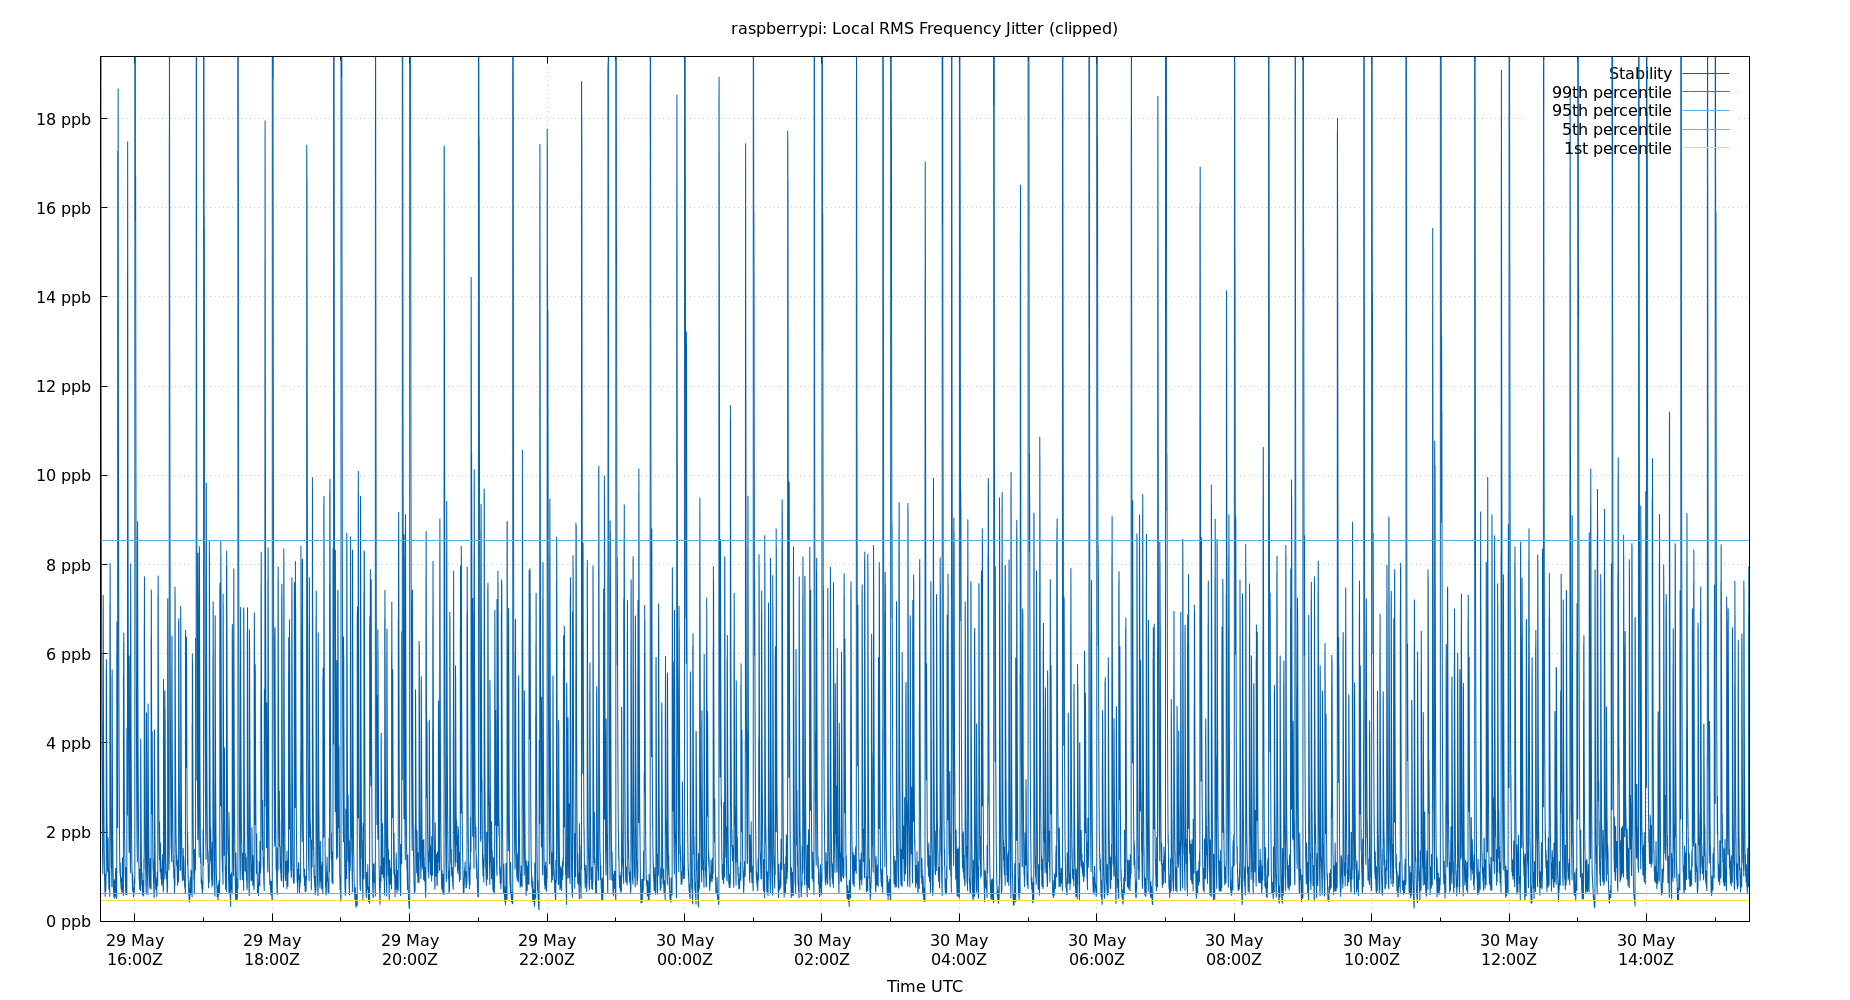 raspberrypi: Local RMS Frequency Jitter (clipped)
Stability
99th percentile
95th percentile
5th percentile
1st percentile
18 ppb
16 ppb
14 ppb
12 ppb
10 ppb
8 ppb
6 ppb
4 ppb
2 ppb
0 ppb
29 May 29 May 29 May 29 May 30 May 30 May 30 May 30 May 30 May 30 May 30 May 30 May
16:00Z 18:00Z 20:00Z 22:00Z 00:00Z 02:00Z 04:00Z 06:00Z 08:00Z 10:00Z 12:00Z 14:00Z
Time UTC